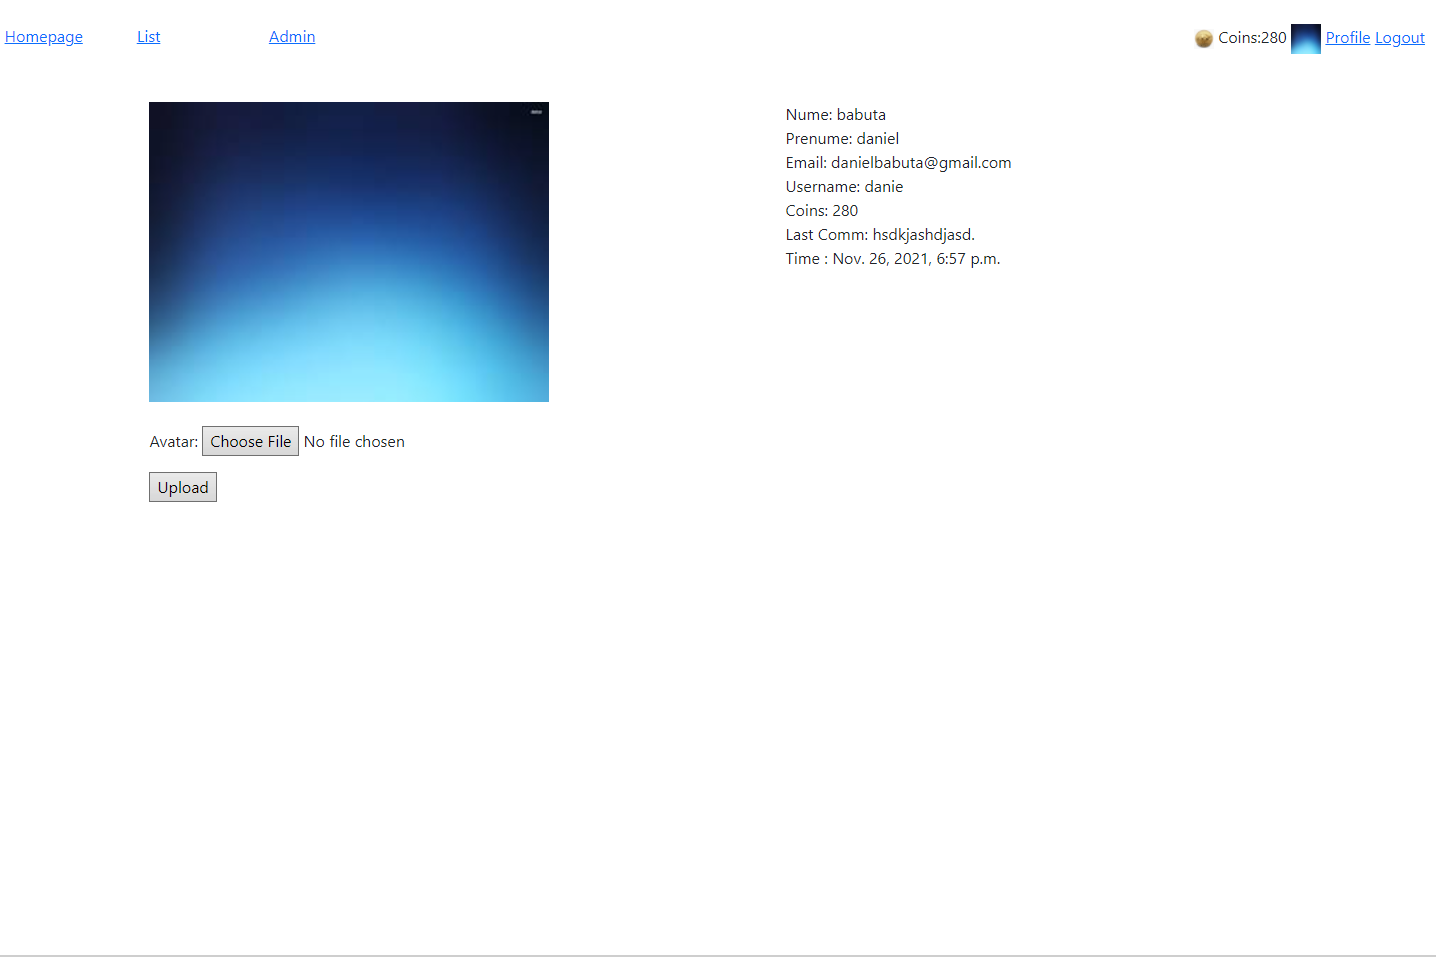 Homepage List Admin Coins:280 Profile Logout
Nume: babuta
Prenume: daniel
Email: danielbabuta@gmail.com
Username: danie
Coins: 280
Last Comm: hsdkjashdjasd.
Time : Nov. 26, 2021, 6:57 p.m.
Avatar: Choose File No file chosen
Upload